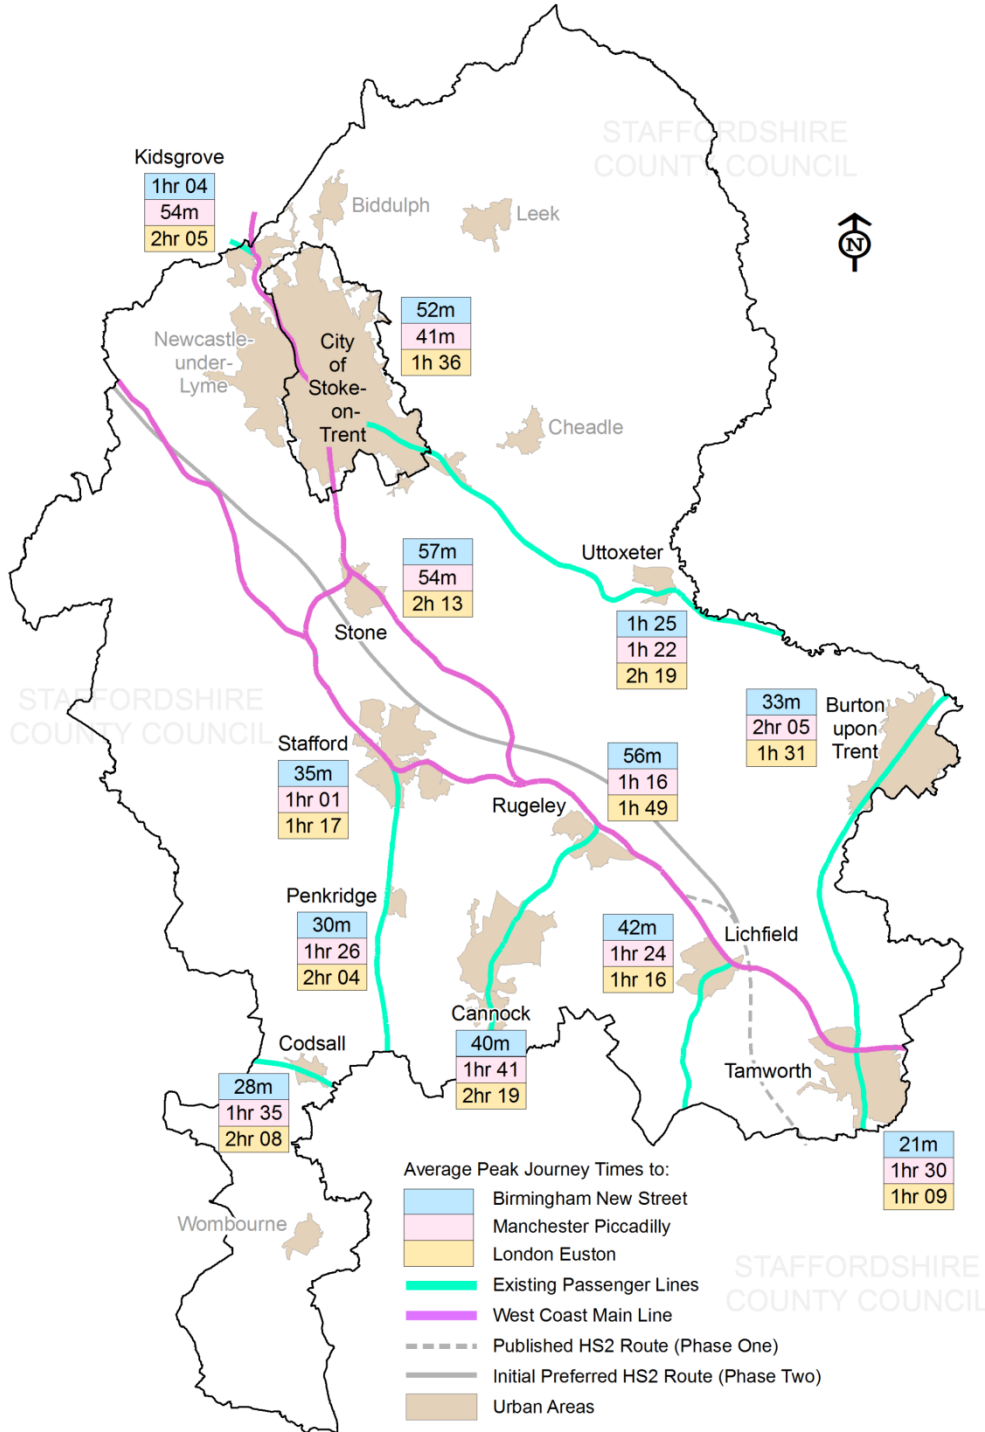 STAFFORDSHIRE
COUNTY COUNCIL
Kidsgrove
1hr 04
54m
2hr 05
Biddulph
Leek
N
52m
41m
1h 36
Newcastle-
under-
Lyme
City
of
Stoke-
on-
Trent
Cheadle
57m
54m
2h 13
Stone
Uttoxeter
1h 25
1h 22
2h 19
STAFFORDSHIRE
COUNTY COUNCIL
Stafford
35m
1hr 01
1hr 17
33m
2hr 05
1h 31
Burton
upon
Trent
56m
1h 16
1h 49
Rugeley
Penkridge
30m
1hr 26
2hr 04
42m
1hr 24
1hr 16
Lichfield
Cannock
40m
1hr 41
2hr 19
Codsall
28m
1hr 35
2hr 08
Tamworth
21m
1hr 30
1hr 09
Wombourne
Average Peak Journey Times to:
Birmingham New Street
Manchester Piccadilly
London Euston
Existing Passenger Lines
West Coast Main Line
Published HS2 Route (Phase One)
Initial Preferred HS2 Route (Phase Two)
Urban Areas
STAFFORDSHIRE
COUNTY COUNCIL